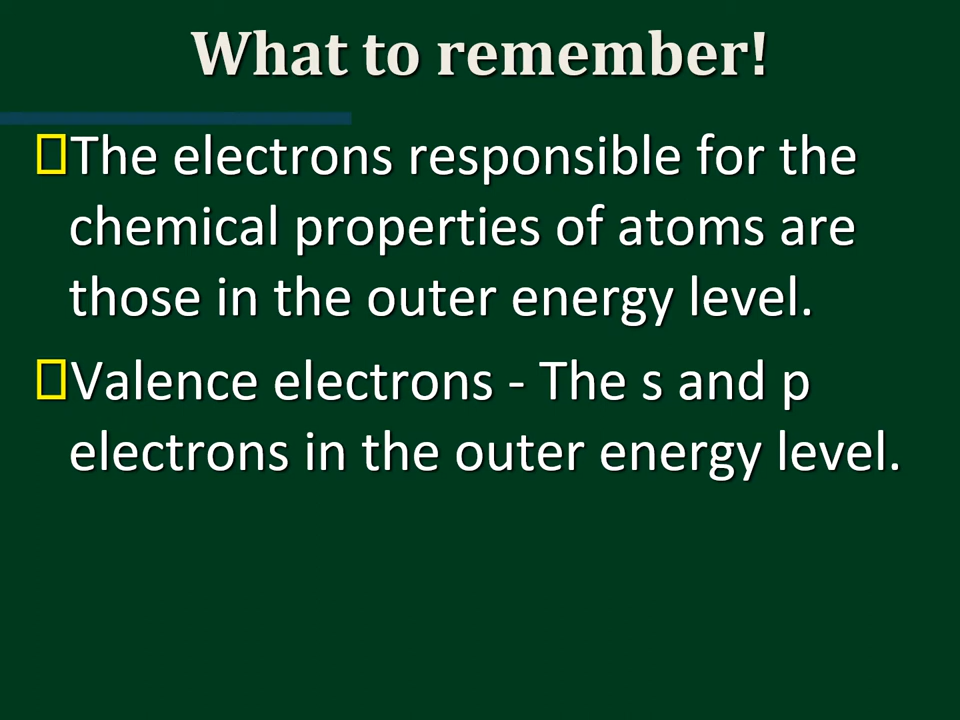 What to remember!
The electrons responsible for the
chemical properties of atoms are
those in the outer energy level.
Valence electrons - The s and p
electrons in the outer energy level.